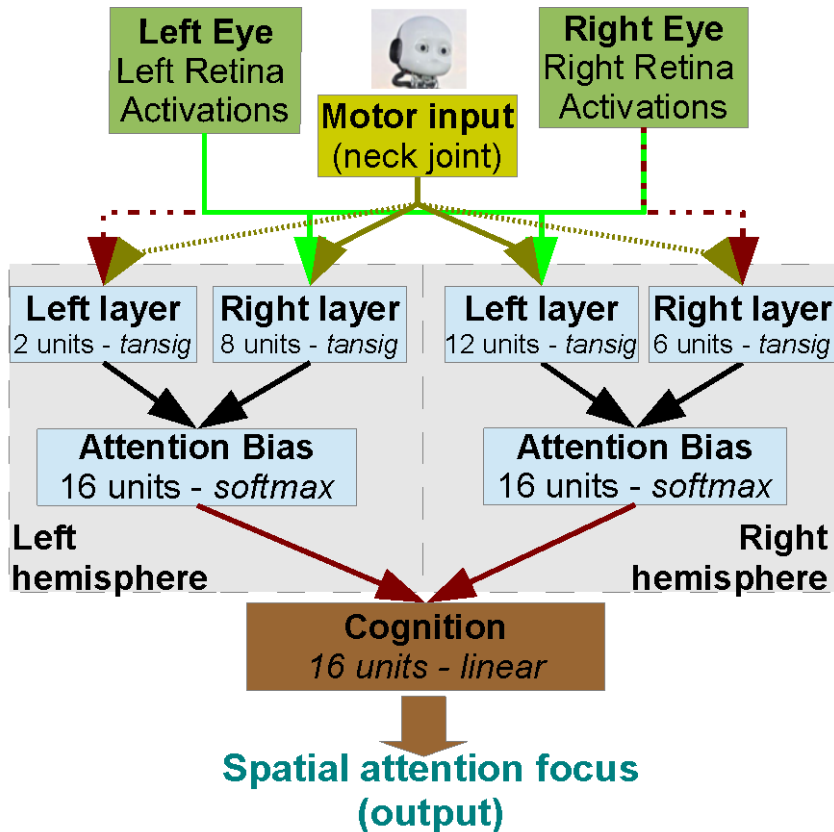 Left Eye
Left Retina
Activations
Motor input
(neck joint)
Right Eye
Right Retina
Activations
Left layer
2 units - tansig
Right layer
8 units - tansig
Left layer
12 units - tansig
Right layer
6 units - tansig
Attention Bias
16 units - softmax
Attention Bias
16 units - softmax
Left
hemisphere
Right
hemisphere
Cognition
16 units - linear
Spatial attention focus
(output)